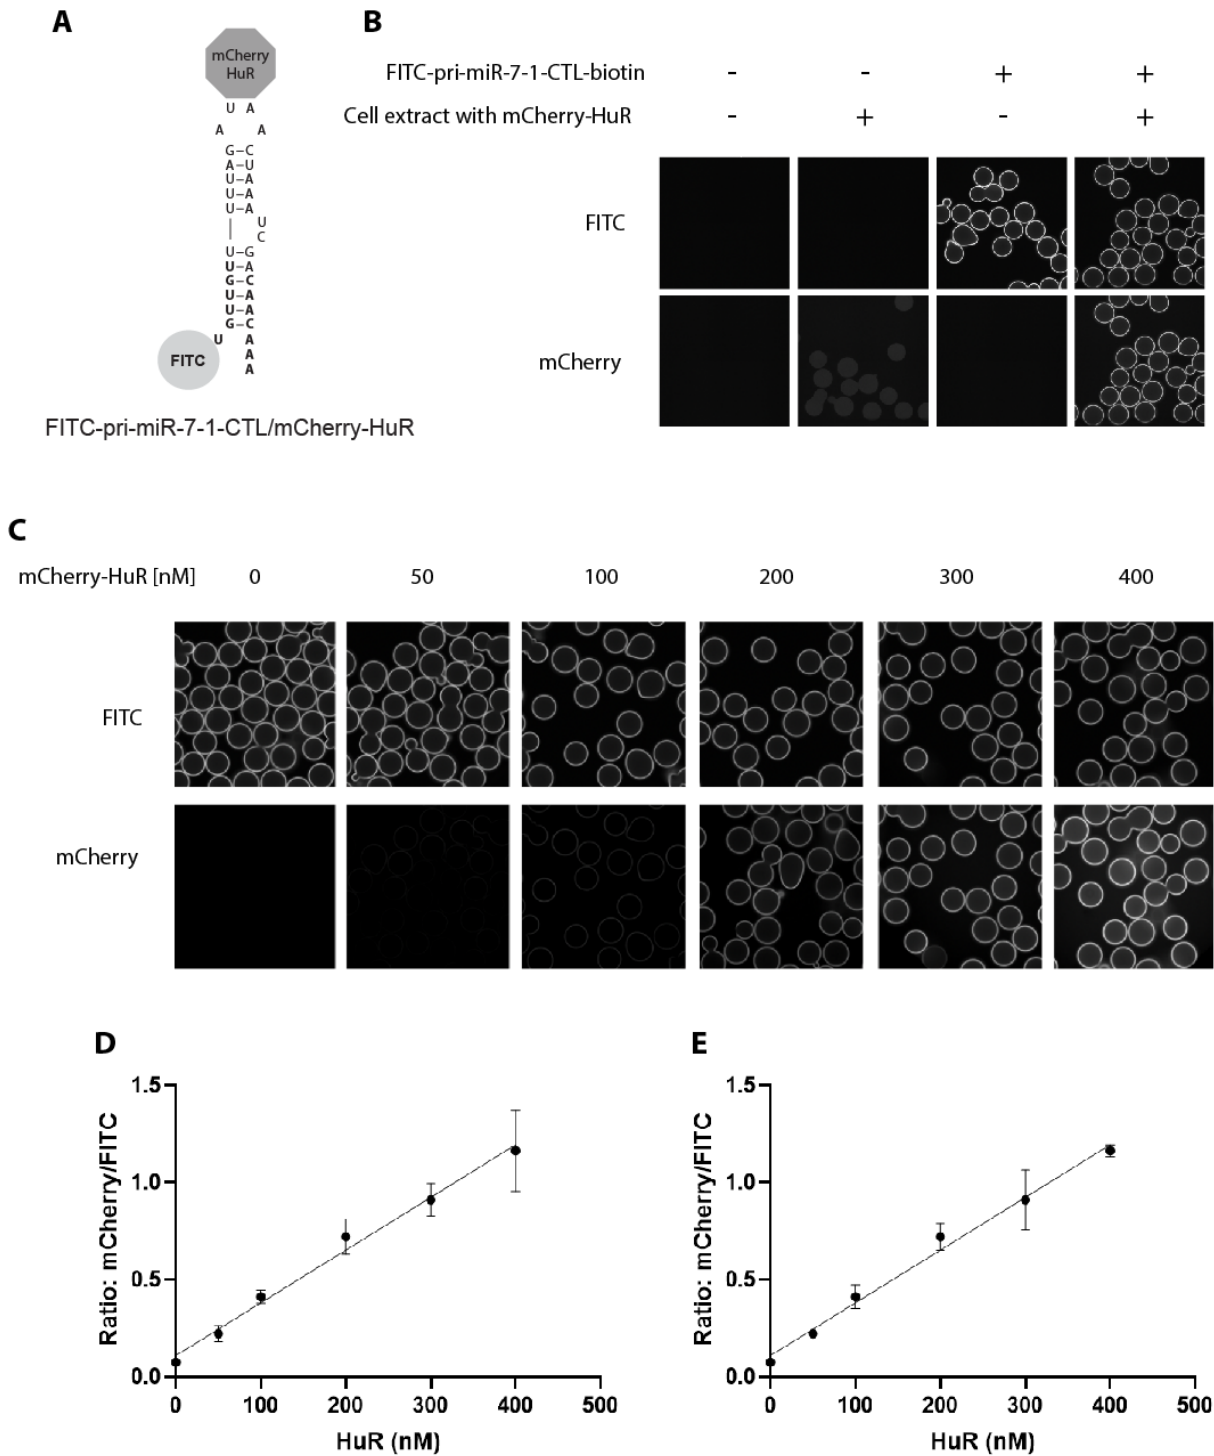 A
mCherry
HuR
U A
A A
G-C
A-U
U-A
U-A
U-A
U
C
U-G
U-A
G-C
U-A
U-A
G-C
U A
A
A
FITC
FITC-pri-miR-7-1-CTL/mCherry-HuR
B
FITC-pri-miR-7-1-CTL-biotin - - + +
Cell extract with mCherry-HuR - + - +
FITC
mCherry
C
mCherry-HuR [nM] 0 50 100 200 300 400
FITC
mCherry
D
Ratio: mCherry/FITC
1.5
1.0
0.5
0.0
0 100 200 300 400 500
HuR (nM)
E
Ratio: mCherry/FITC
1.5
1.0
0.5
0.0
0 100 200 300 400 500
HuR (nM)